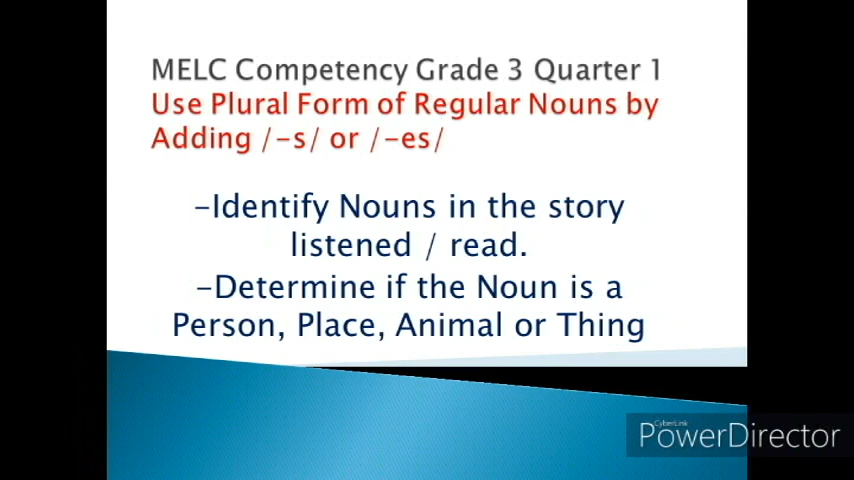 MELC Competency Grade 3 Quarter 1
Use Plural Form of Regular Nouns by
Adding /-s/ or /-es/
-Identify Nouns in the story
listened / read.
-Determine if the Noun is a
Person, Place, Animal or Thing
CyberLink
PowerDirector